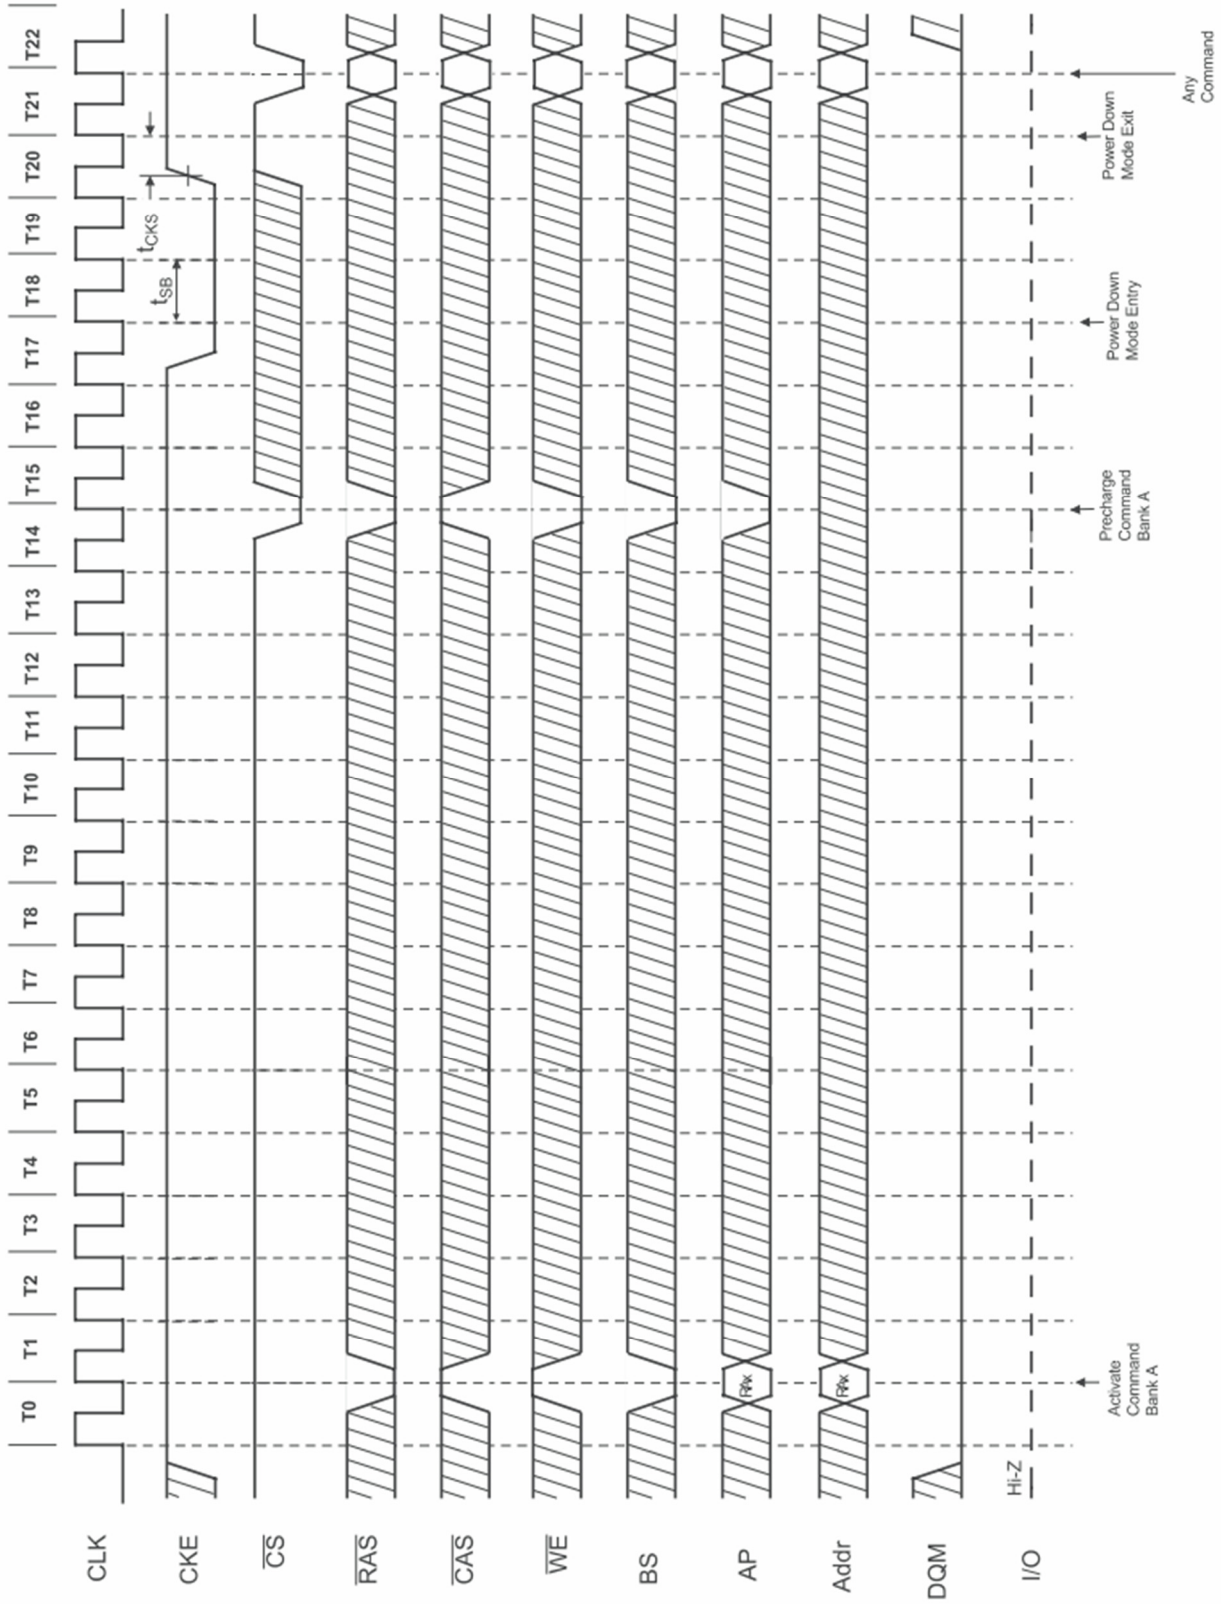 T0 T1 T2 T3 T4 T5 T6 T7 T8 T9 T10 T11 T12 T13 T14 T15 T16 T17 T18 T19 T20 T21 T22
CLK
tCKS
CKE
tSB
CS
RAS
CAS
WE
BS
AP
RAx
Addr
RAx
DQM
Hi-Z
I/O
Activate
Command
Bank A
Precharge
Command
Bank A
Power Down
Mode Entry
Power Down
Mode Exit
Any
Command